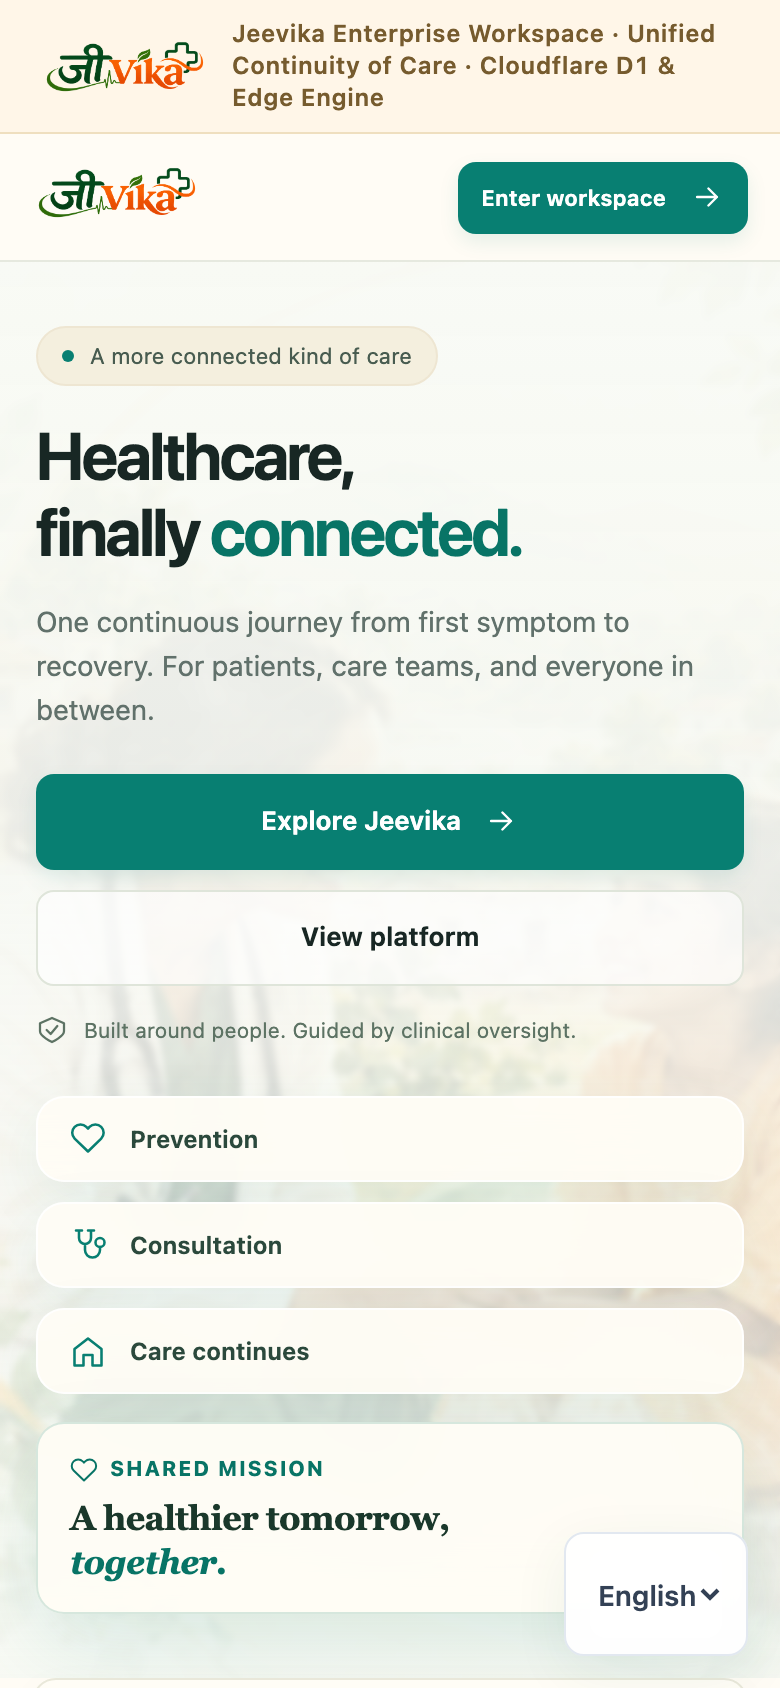 जीvika
Jeevika Enterprise Workspace · Unified
Continuity of Care · Cloudflare D1 &
Edge Engine
जीvika
Enter workspace
A more connected kind of care
Healthcare,
finally connected.
One continuous journey from first symptom to
recovery. For patients, care teams, and everyone in
between.
Explore Jeevika
View platform
Built around people. Guided by clinical oversight.
Prevention
Consultation
Care continues
SHARED MISSION
A healthier tomorrow,
together.
English